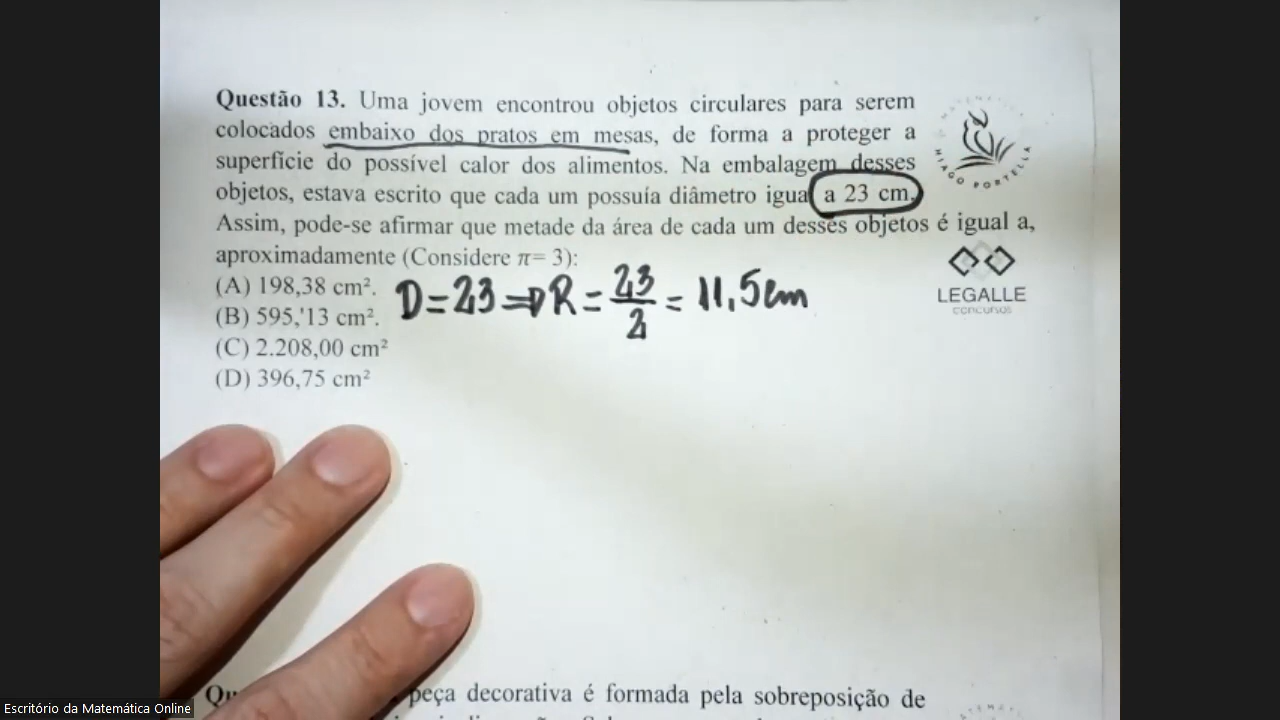 Questão 13. Uma jovem encontrou objetos circulares para serem
colocados embaixo dos pratos em mesas, de forma a proteger a
superfície do possível calor dos alimentos. Na embalagem desses
objetos, estava escrito que cada um possuía diâmetro igua a 23 cm.
Assim, pode-se afirmar que metade da área de cada um desses objetos é igual a,
aproximadamente (Considere π= 3):
(A) 198,38 cm².
(B) 595,'13 cm².
(C) 2.208,00 cm²
(D) 396,75 cm²
D=23⇒R=23/2=11,5cm
THIAGO PORTELLA
LEGALLE
concursos
peça decorativa é formada pela sobreposição de
Escritório da Matemática Online